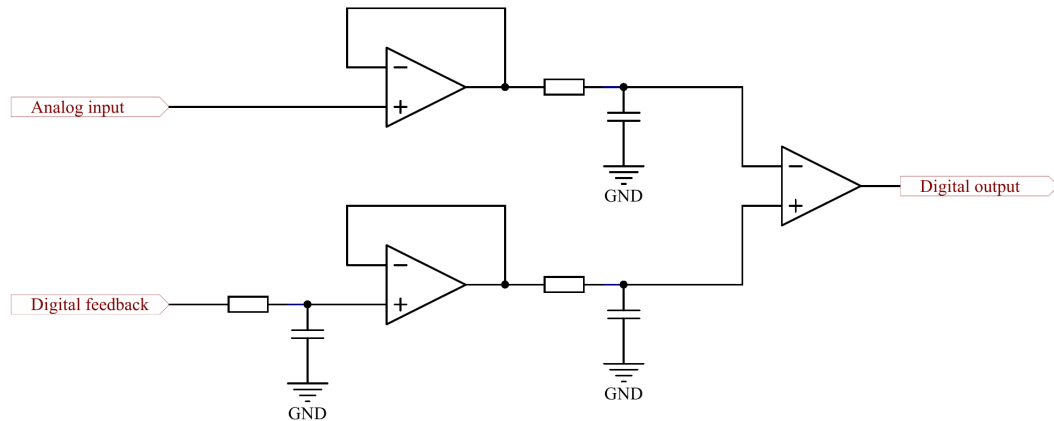 Analog input
GND
Digital output
Digital feedback
GND
GND